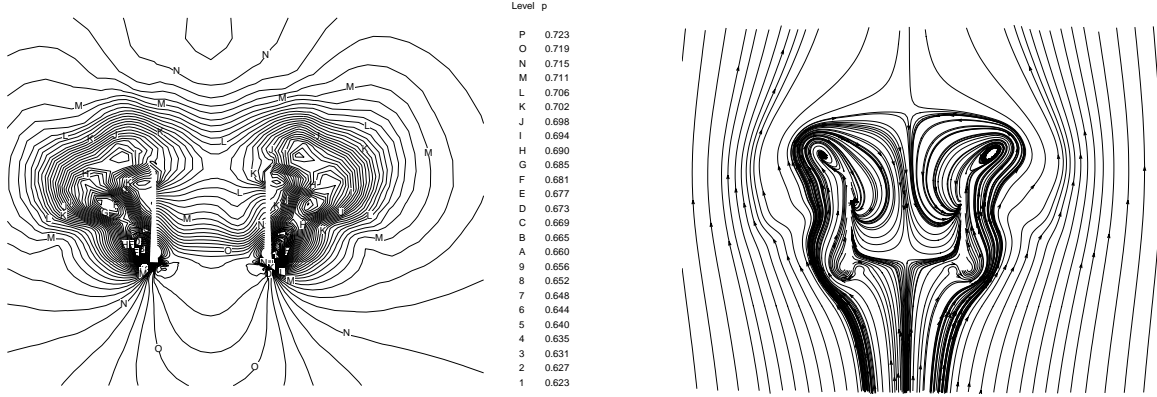 Level p
P 0.723
O 0.719
N 0.715
M 0.711
L 0.706
K 0.702
J 0.698
I 0.694
H 0.690
G 0.685
F 0.681
E 0.677
D 0.673
C 0.669
B 0.665
A 0.660
9 0.656
8 0.652
7 0.648
6 0.644
5 0.640
4 0.635
3 0.631
2 0.627
1 0.623
N
N
M
M
M
L
K
J
K
L
J
L
M
K
K
L
L
M
M
M
O
N
M
N
O
O
N